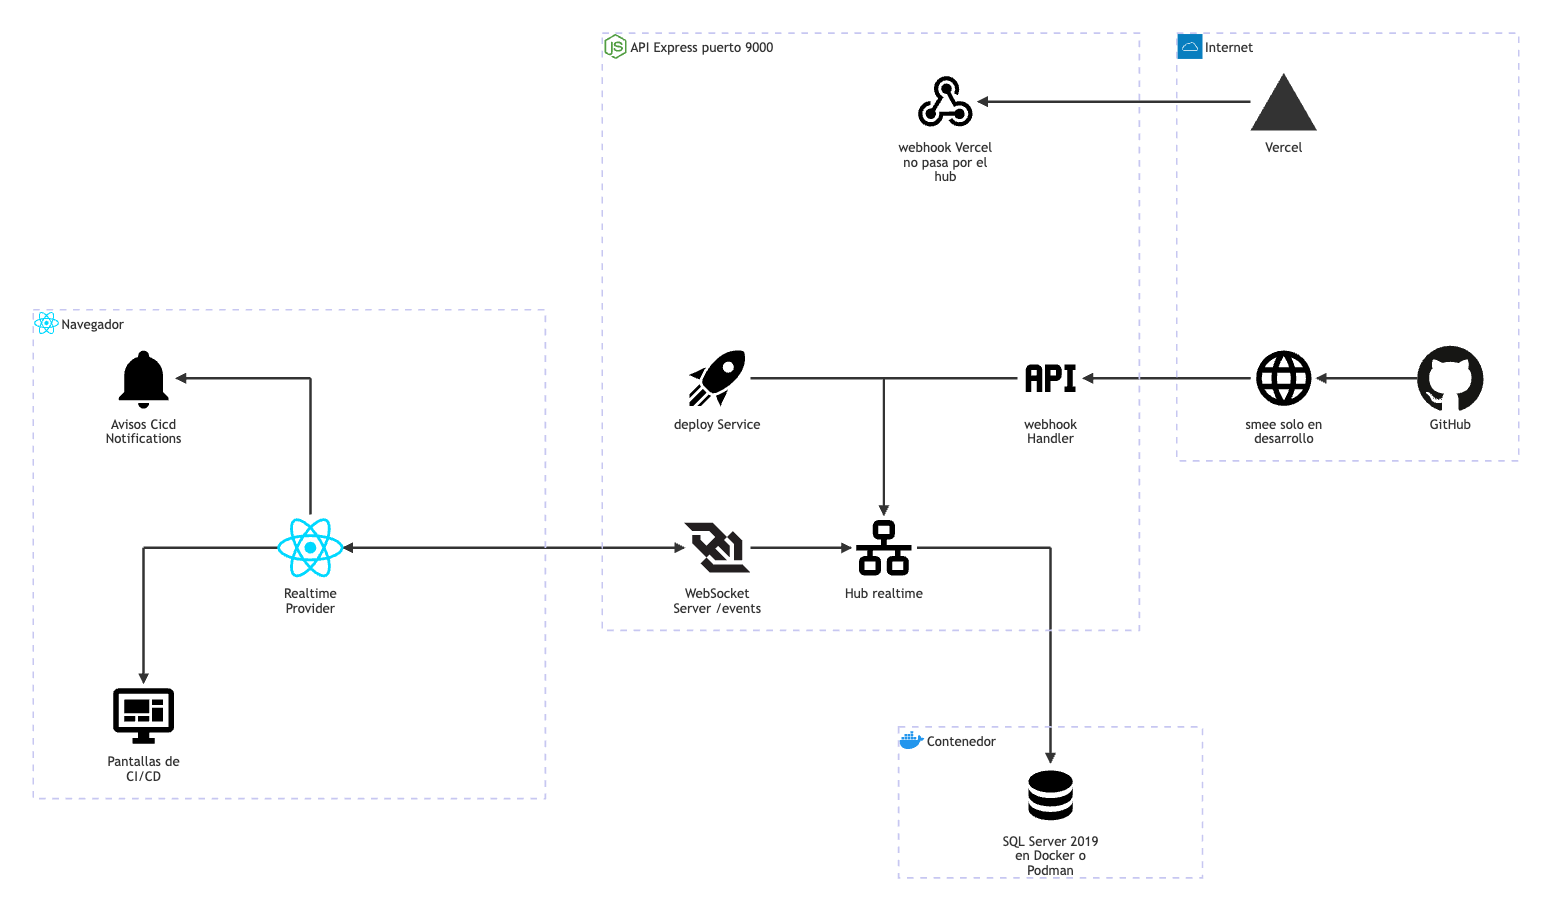 API Express puerto 9000
Internet
webhook Vercel
no pasa por el
hub
Vercel
Navegador
Avisos Cicd
Notifications
deploy Service
API
webhook
Handler
smee solo en
desarrollo
GitHub
Realtime
Provider
WebSocket
Server /events
Hub realtime
Pantallas de
CI/CD
Contenedor
SQL Server 2019
en Docker o
Podman